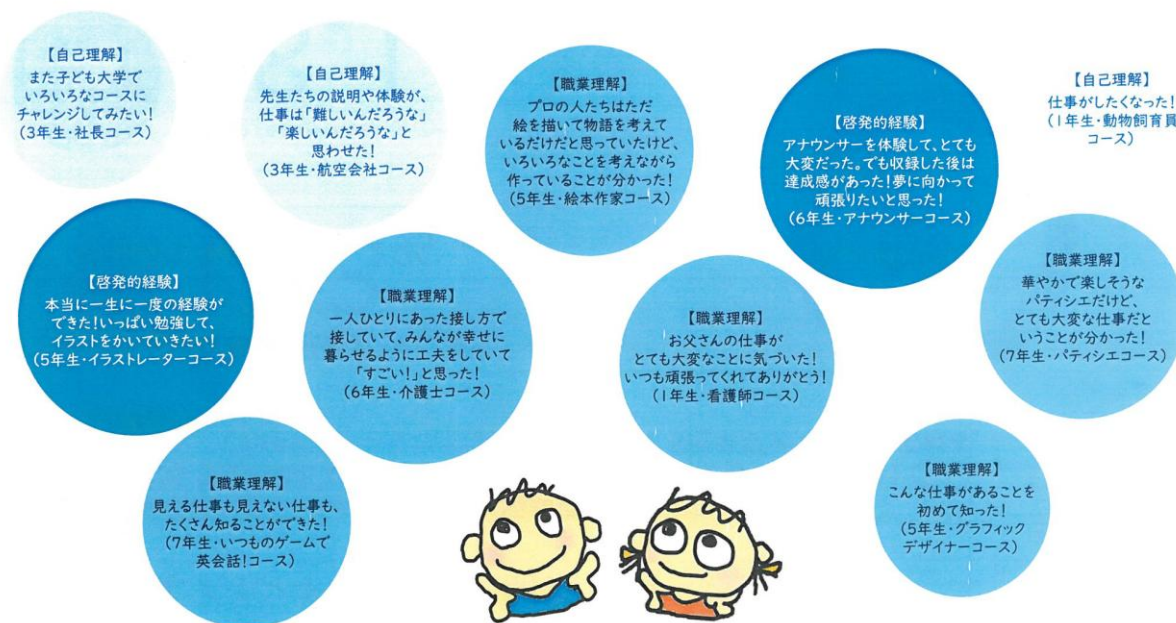 【自己理解】
また子ども大学で
いろいろなコースに
チャレンジしてみたい!
(3年生・社長コース)
【自己理解】
先生たちの説明や体験が、
仕事は「難しいんだろうな」
「楽しいんだろうな」と
思わせた!
(3年生・航空会社コース)
【職業理解】
プロの人たちはただ
絵を描いて物語を考えて
いるだけだと思っていたけど、
いろいろなことを考えながら
作っていることが分かった!
(5年生・絵本作家コース)
【啓発的経験】
アナウンサーを体験して、とても
大変だった。でも収録した後は
達成感があった!夢に向かって
頑張りたいと思った!
(6年生・アナウンサーコース)
【自己理解】
仕事がしたくなった!
(1年生・動物飼育員
コース)
【啓発的経験】
本当に一生に一度の経験が
できた!いっぱい勉強して、
イラストをかいていきたい!
(5年生・イラストレーターコース)
【職業理解】
一人ひとりにあった接し方で
接していて、みんなが幸せに
暮らせるように工夫をしていて
「すごい!」と思った!
(6年生・介護士コース)
【職業理解】
お父さんの仕事が
とても大変なことに気づいた!
いつも頑張ってくれてありがとう!
(1年生・看護師コース)
【職業理解】
華やかで楽しそうな
パティシエだけど、
とても大変な仕事だと
いうことが分かった!
(7年生・パティシエコース)
【職業理解】
見える仕事も見えない仕事も、
たくさん知ることができた!
(7年生・いつものゲームで
英会話!コース)
【職業理解】
こんな仕事があることを
初めて知った!
(5年生・グラフィック
デザイナーコース)